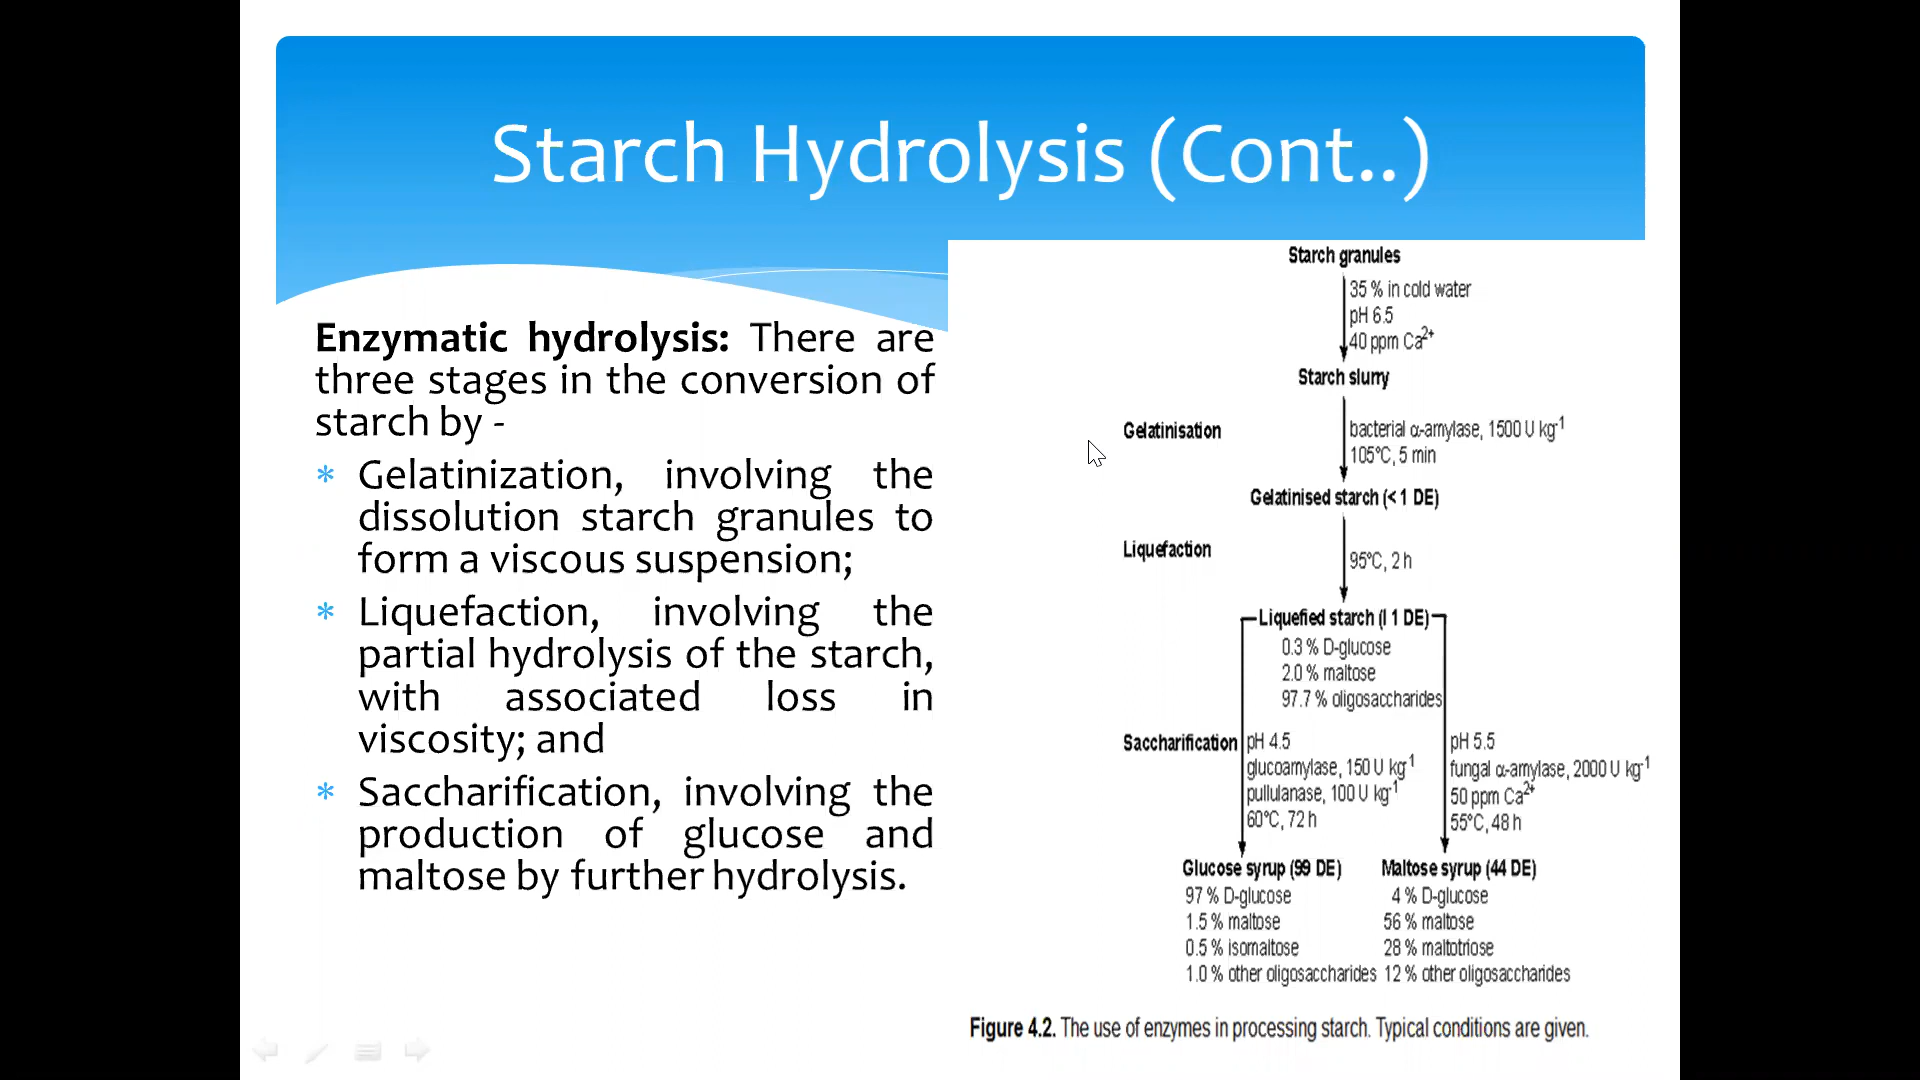 Starch Hydrolysis (Cont..)
Enzymatic hydrolysis: There are
three stages in the conversion of
starch by -
* Gelatinization, involving the
dissolution starch granules to
form a viscous suspension;
* Liquefaction, involving the
partial hydrolysis of the starch,
with associated loss in
viscosity; and
* Saccharification, involving the
production of glucose and
maltose by further hydrolysis.
Starch granules
35 % in cold water
pH 6.5
40 ppm Ca2+
Starch slurry
Gelatinisation
bacterial α-amylase, 1500 U kg-1
105°C, 5 min
Gelatinised starch (< 1 DE)
Liquefaction
95°C, 2 h
Liquefied starch (I 1 DE)
0.3 % D-glucose
2.0 % maltose
97.7 % oligosaccharides
Saccharification
pH 4.5
glucoamylase, 150 U kg-1
pullulanase, 100 U kg-1
60°C, 72 h
pH 5.5
fungal α-amylase, 2000 U kg-1
50 ppm Ca2+
55°C, 48 h
Glucose syrup (99 DE)
97 % D-glucose
1.5 % maltose
0.5 % isomaltose
1.0 % other oligosaccharides
Maltose syrup (44 DE)
4 % D-glucose
56 % maltose
28 % maltotriose
12 % other oligosaccharides
Figure 4.2. The use of enzymes in processing starch. Typical conditions are given.